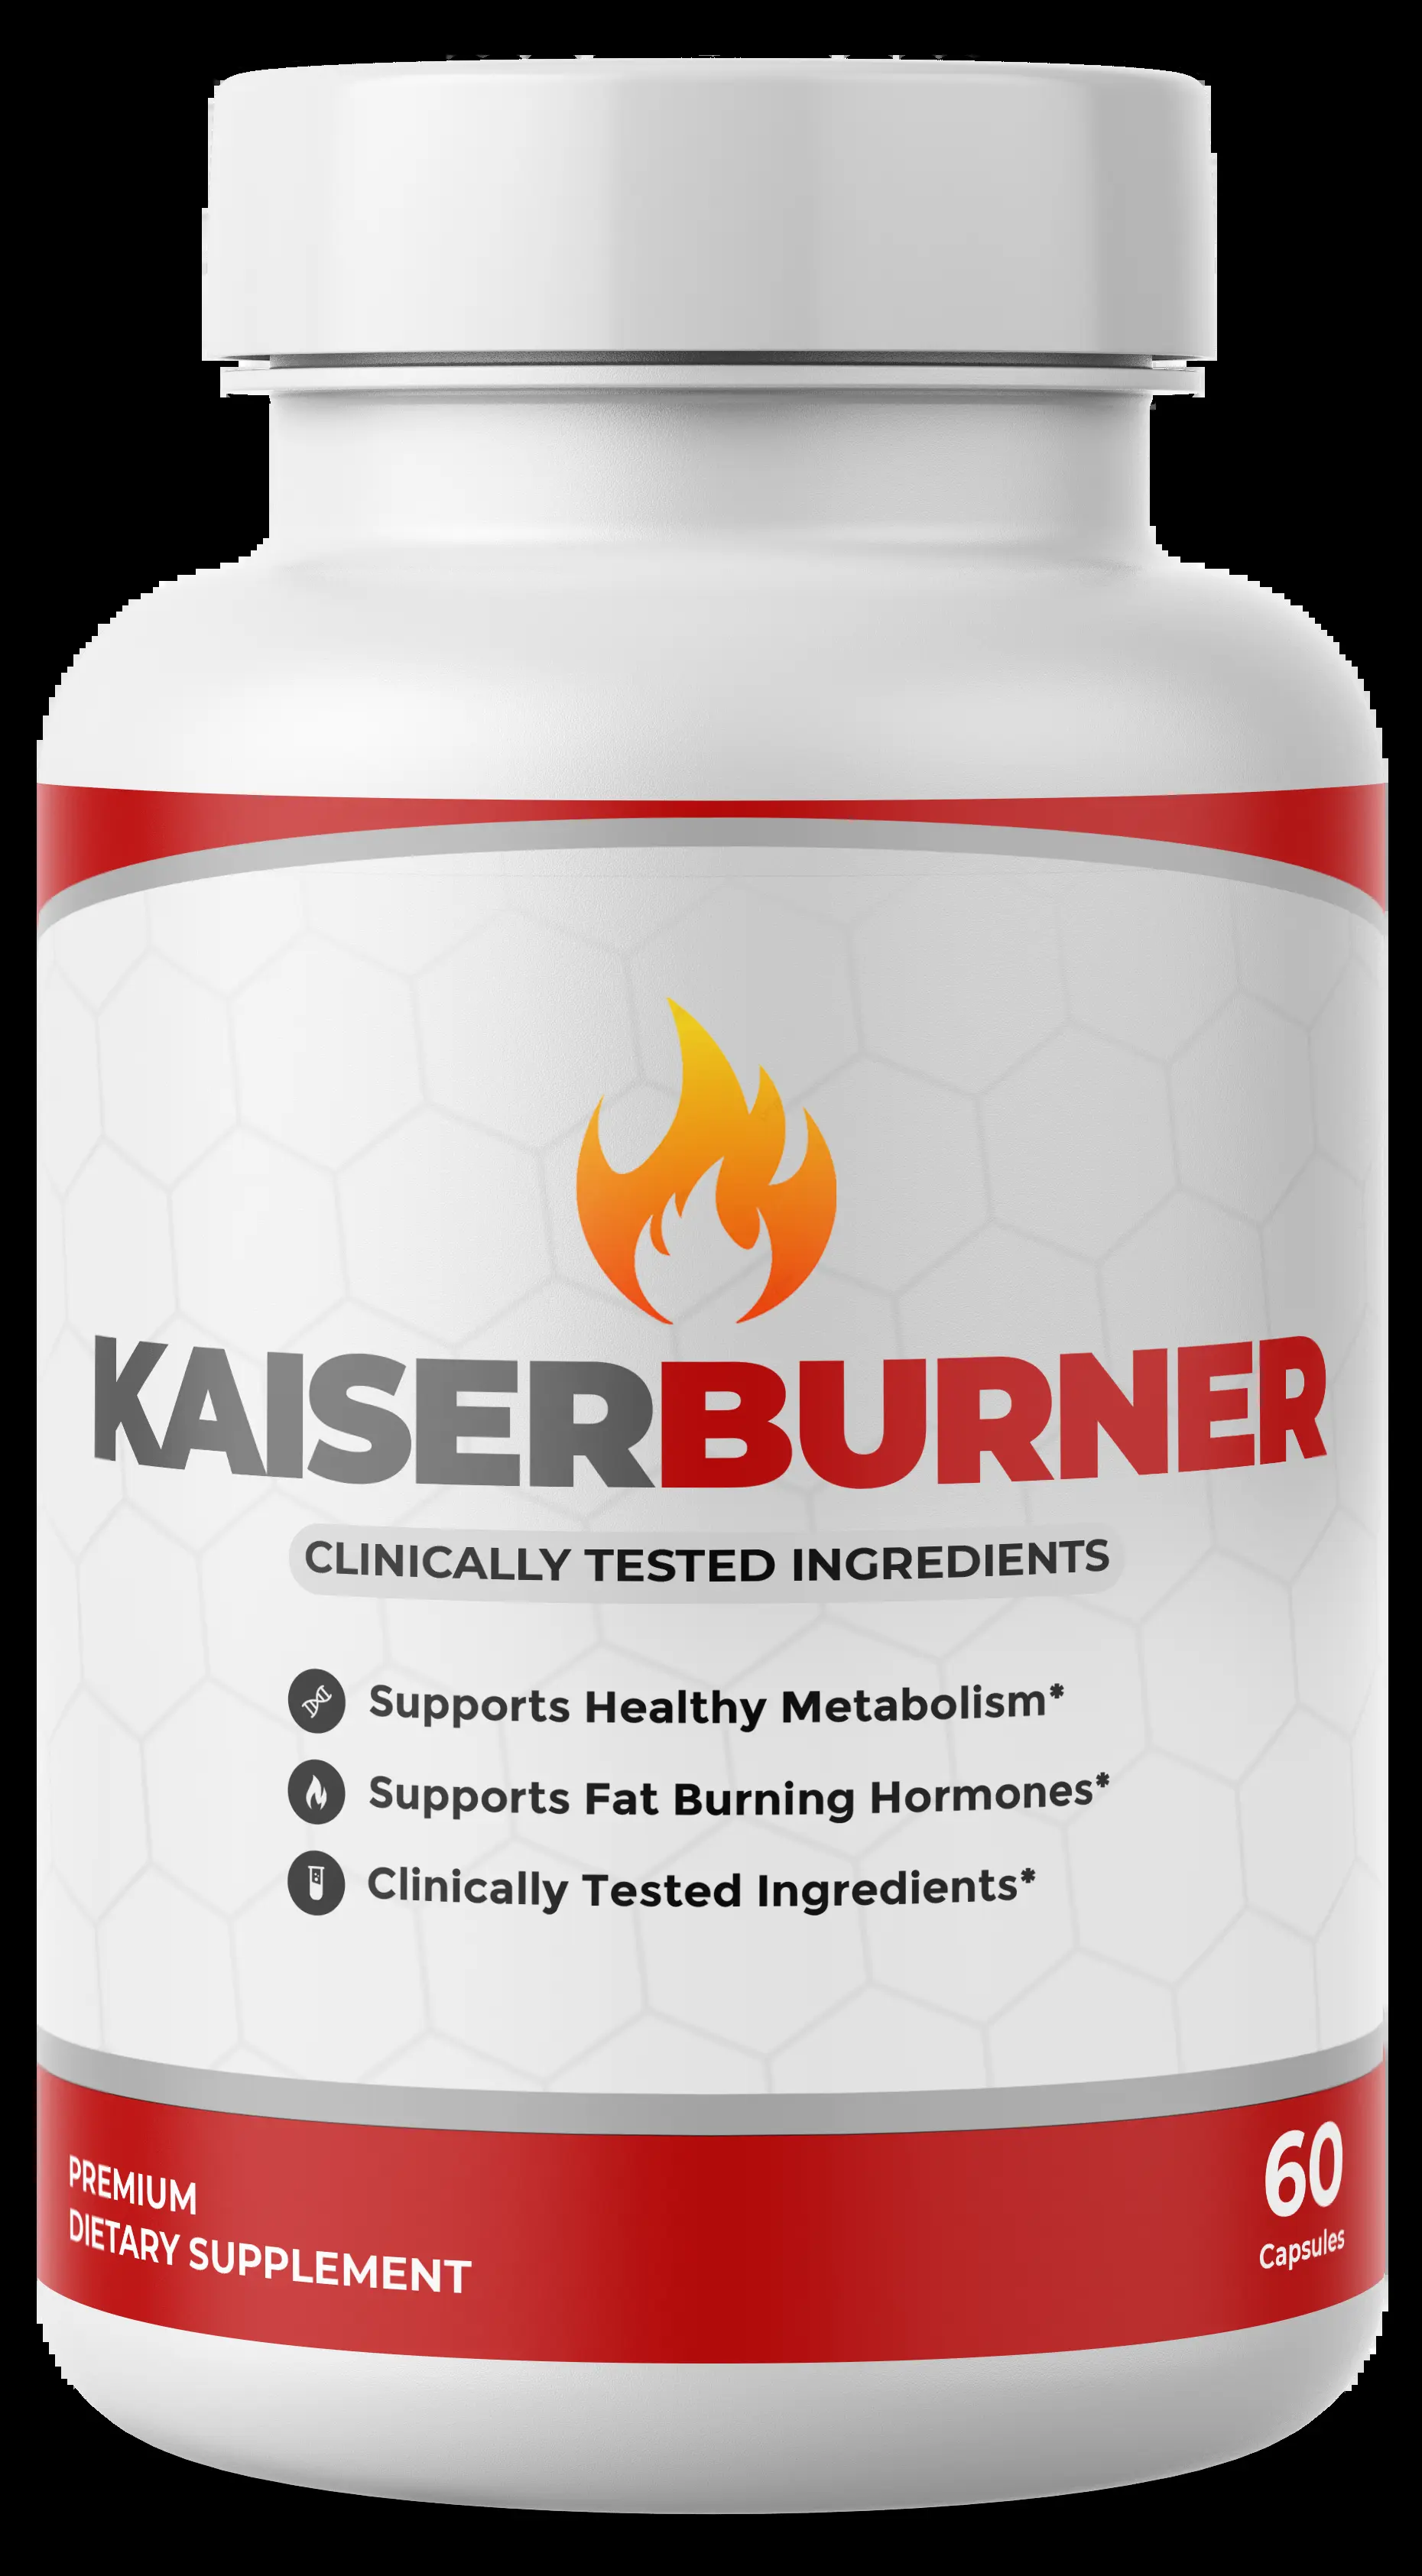 KAISERBURNER
CLINICALLY TESTED INGREDIENTS
Supports Healthy Metabolism*
Supports Fat Burning Hormones*
Clinically Tested Ingredients*
PREMIUM
DIETARY SUPPLEMENT
60
Capsules